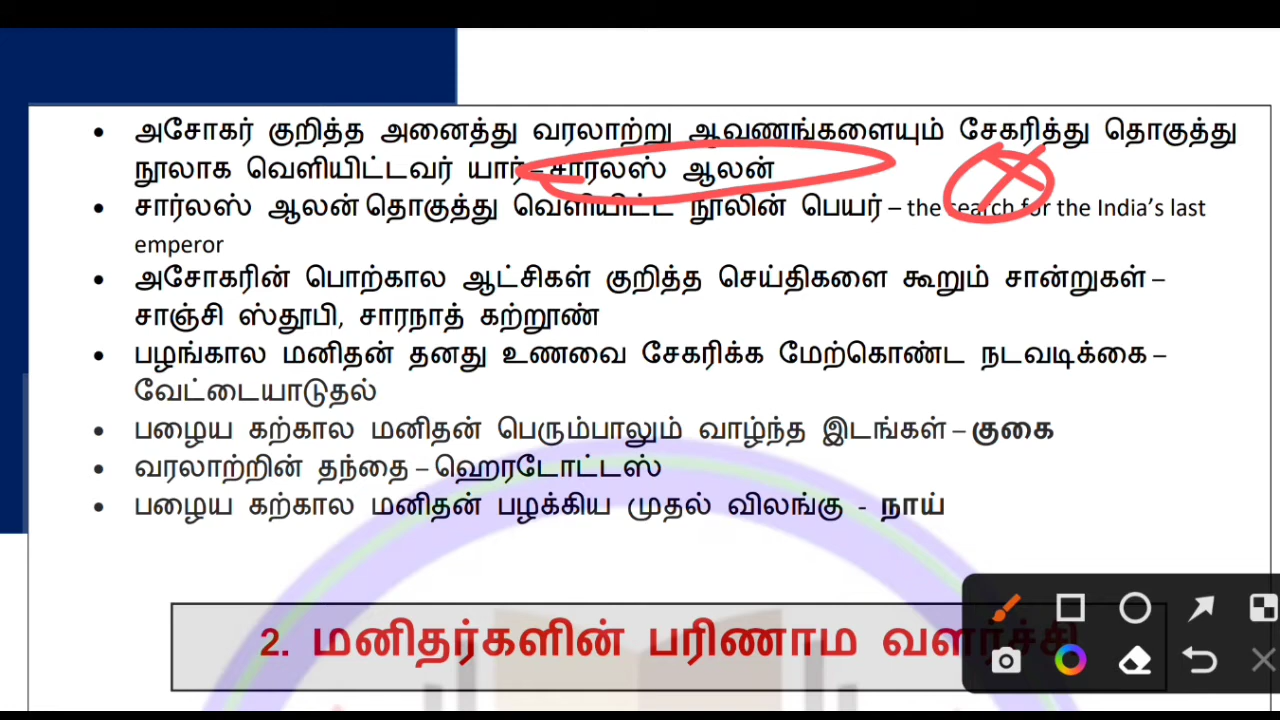 • அசோகர் குறித்த அனைத்து வரலாற்று ஆவணங்களையும் சேகரித்து தொகுத்து
நூலாக வெளியிட்டவர் யார்– சார்லஸ் ஆலன்
• சார்லஸ் ஆலன் தொகுத்து வெளியிட்ட நூலின் பெயர் – the search for the India’s last
emperor
• அசோகரின் பொற்கால ஆட்சிகள் குறித்த செய்திகளை கூறும் சான்றுகள் –
சாஞ்சி ஸ்தூபி, சாரநாத் கற்றூண்
• பழங்கால மனிதன் தனது உணவை சேகரிக்க மேற்கொண்ட நடவடிக்கை –
வேட்டையாடுதல்
• பழைய கற்கால மனிதன் பெரும்பாலும் வாழ்ந்த இடங்கள் – குகை
• வரலாற்றின் தந்தை – ஹெரடோட்டஸ்
• பழைய கற்கால மனிதன் பழக்கிய முதல் விலங்கு - நாய்
2. மனிதர்களின் பரிணாம வளர்ச்சி